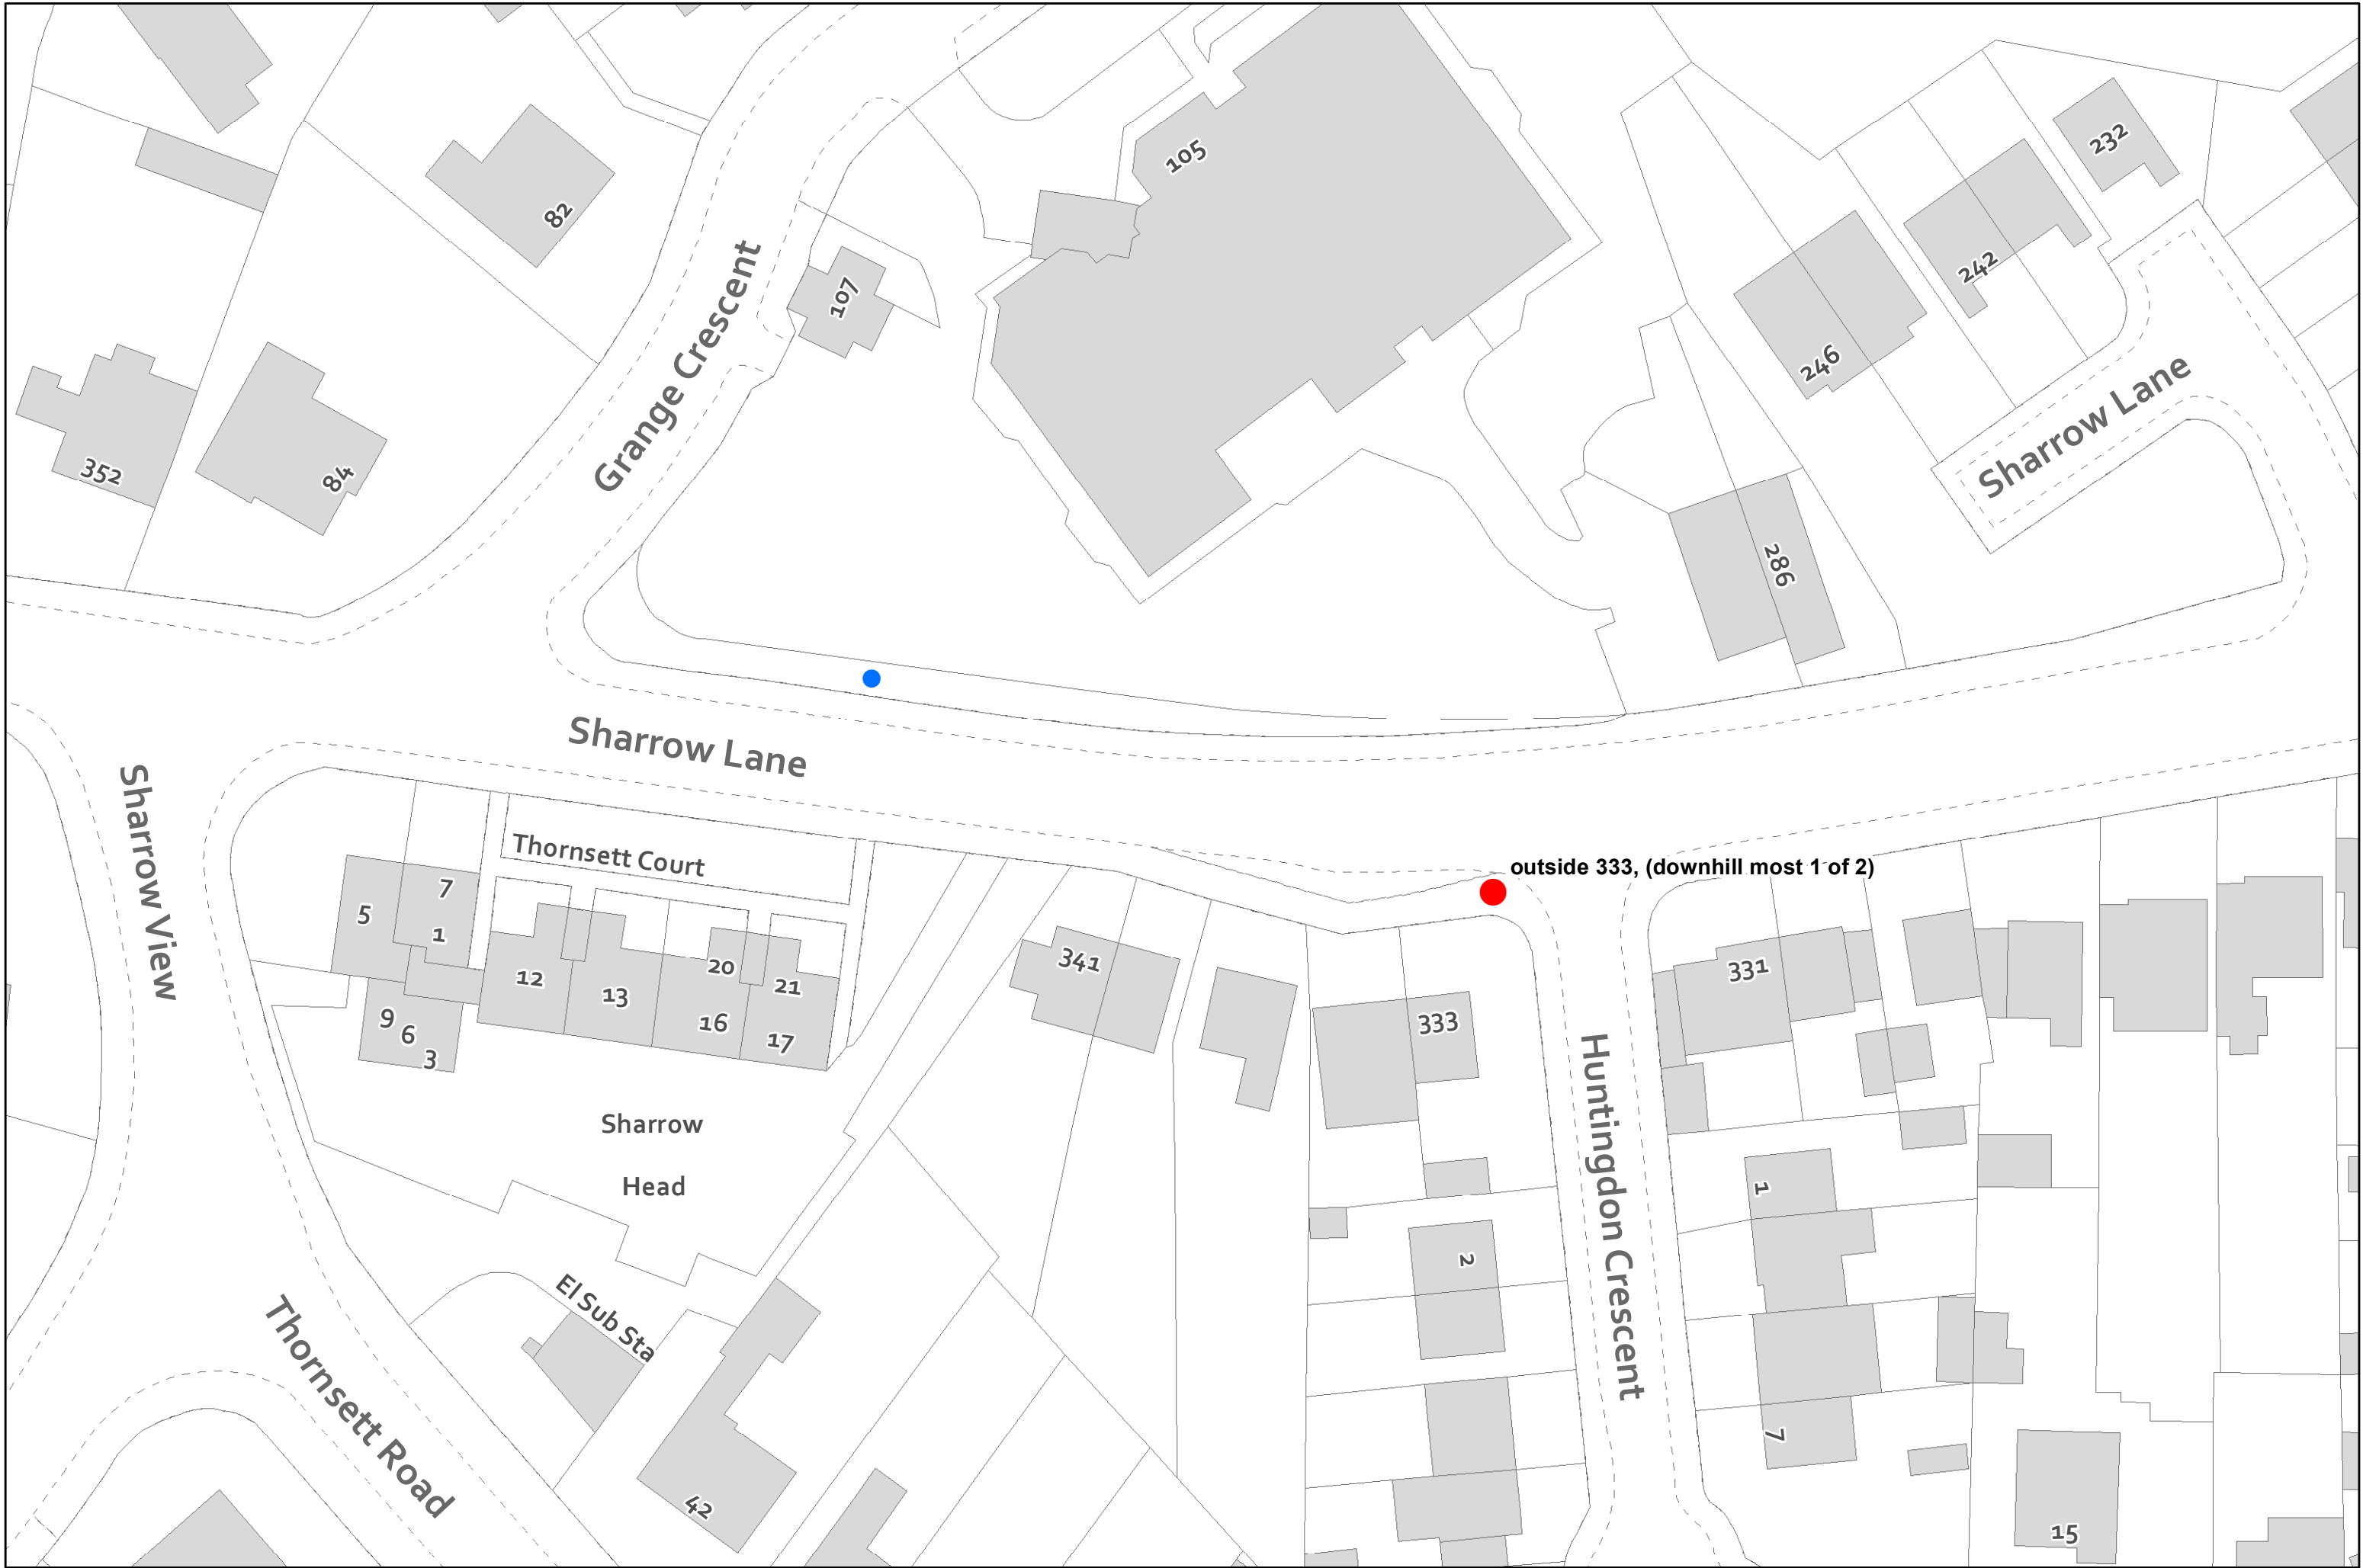 105
232
82
242
107
Grange Crescent
246
Sharrow Lane
352
84
286
Sharrow Lane
Sharrow View
Thornsett Court
outside 333, (downhill most 1 of 2)
7
5
1
341
20
331
12
21
13
9
6
16
333
17
3
Huntingdon Crescent
Sharrow
Head
1
2
El Sub Sta
Thornsett Road
7
42
15